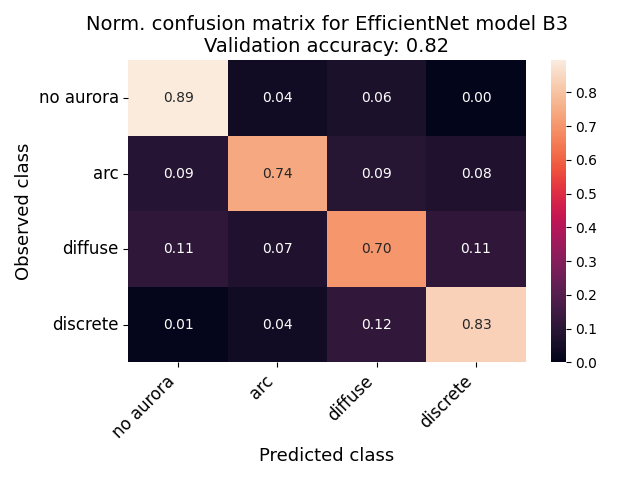 Norm. confusion matrix for EfficientNet model B3
Validation accuracy: 0.82
no aurora 0.89 0.04 0.06 0.00
arc 0.09 0.74 0.09 0.08
diffuse 0.11 0.07 0.70 0.11
discrete 0.01 0.04 0.12 0.83
Observed class
no aurora arc diffuse discrete
Predicted class
0.8
0.7
0.6
0.5
0.4
0.3
0.2
0.1
0.0